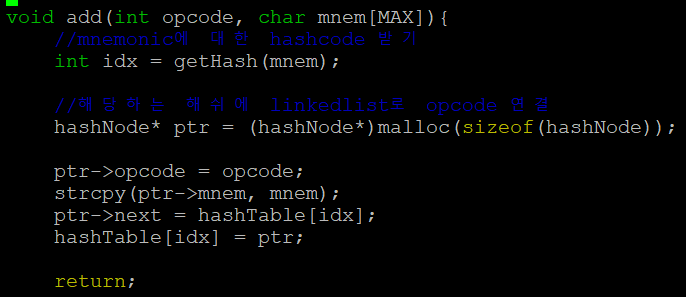 void add(int opcode, char mnem[MAX]){
//mnemonic에 대한 hashcode 받기
int idx = getHash(mnem);
//해당하는 해쉬에 linkedlist로 opcode 연결
hashNode* ptr = (hashNode*)malloc(sizeof(hashNode));
ptr->opcode = opcode;
strcpy(ptr->mnem, mnem);
ptr->next = hashTable[idx];
hashTable[idx] = ptr;
return;